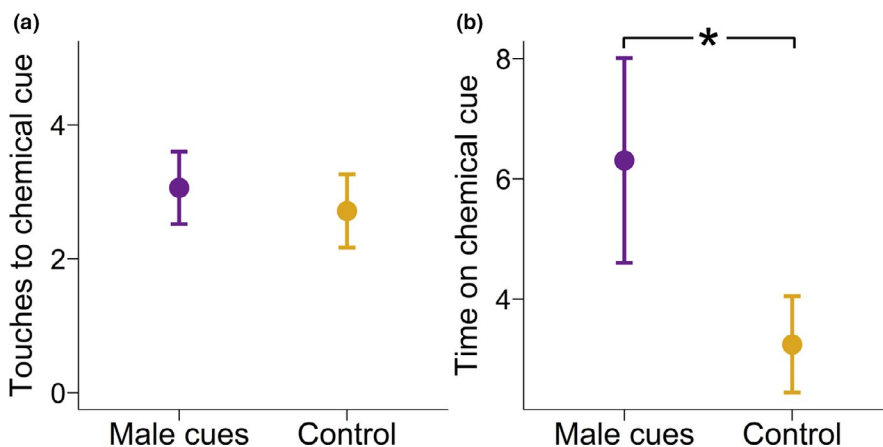 (a)
Touches to chemical cue
4
2
0
Male cues Control
(b)
*
Time on chemical cue
8
6
4
Male cues Control